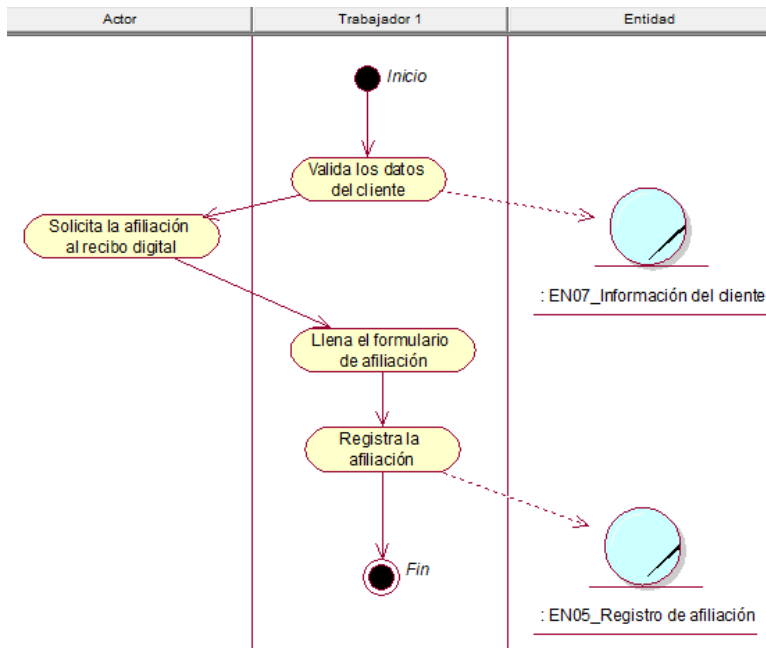 Actor
Trabajador 1
Entidad
Inicio
Valida los datos
del cliente
Solicita la afiliación
al recibo digital
: EN07_Información del cliente
Llena el formulario
de afiliación
Registra la
afiliación
Fin
: EN05_Registro de afiliación